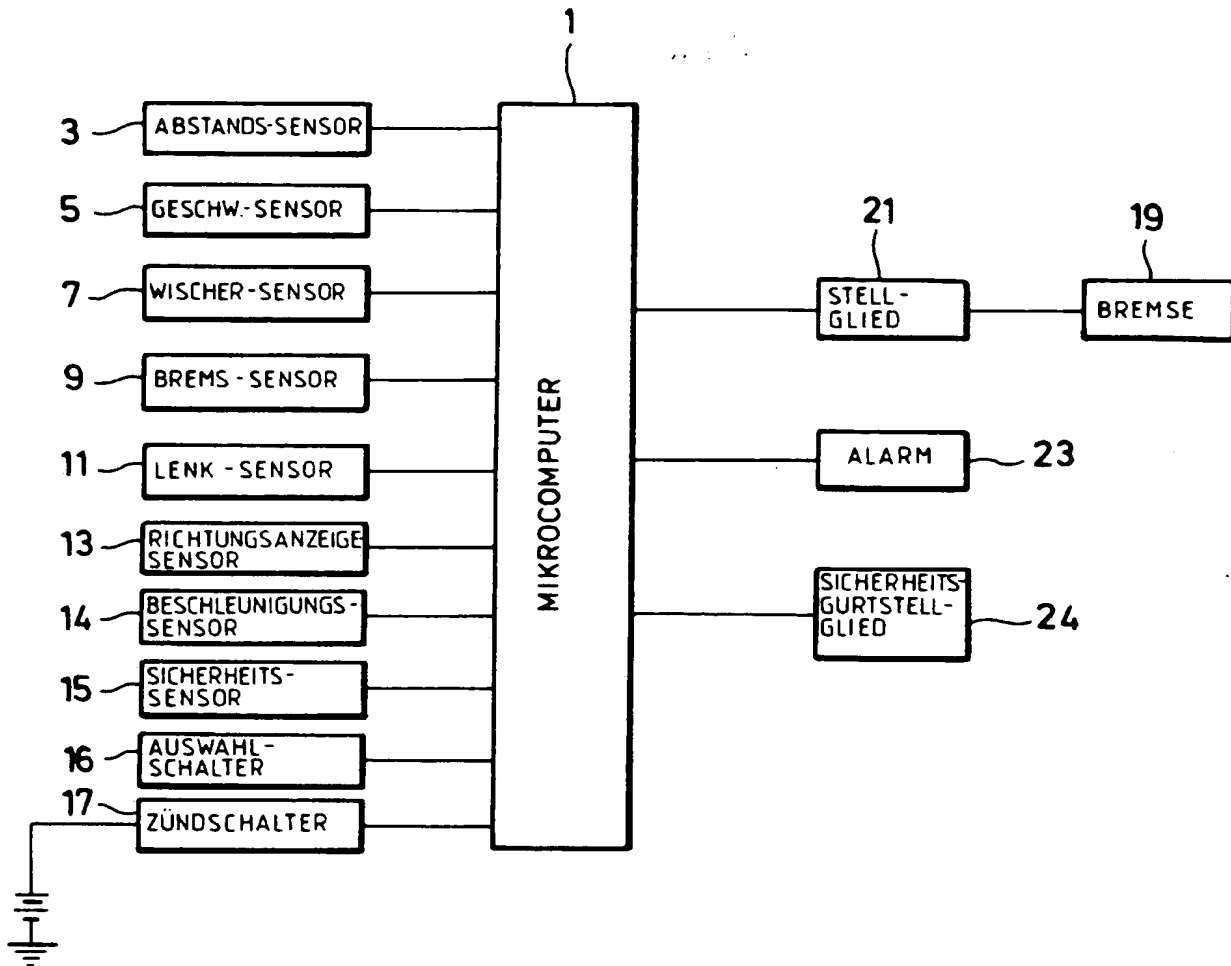 1
3 ABSTANDS-SENSOR
5 GESCHW.-SENSOR
7 WISCHER-SENSOR
9 BREMS-SENSOR
11 LENK-SENSOR
13 RICHTUNGSANZEIGE-
SENSOR
14 BESCHLEUNIGUNGS-
SENSOR
15 SICHERHEITS-
SENSOR
16 AUSWAHL-
SCHALTER
17 ZÜNDSCHALTER
MIKROCOMPUTER
21
STELL-
GLIED
19
BREMSE
ALARM 23
SICHERHEITS-
GURTSTELL-
GLIED 24